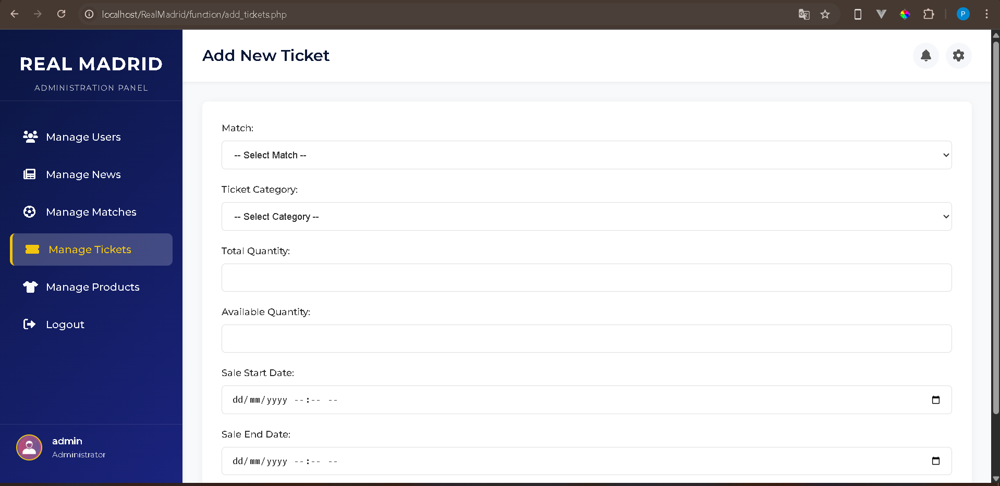 localhost/RealMadrid/function/add_tickets.php
P
REAL MADRID
ADMINISTRATION PANEL
Manage Users
Manage News
Manage Matches
Manage Tickets
Manage Products
Logout
admin
Administrator
Add New Ticket
Match:
-- Select Match --
Ticket Category:
-- Select Category --
Total Quantity:
Available Quantity:
Sale Start Date:
dd/mm/yyyy --:-- --
Sale End Date:
dd/mm/yyyy --:-- --